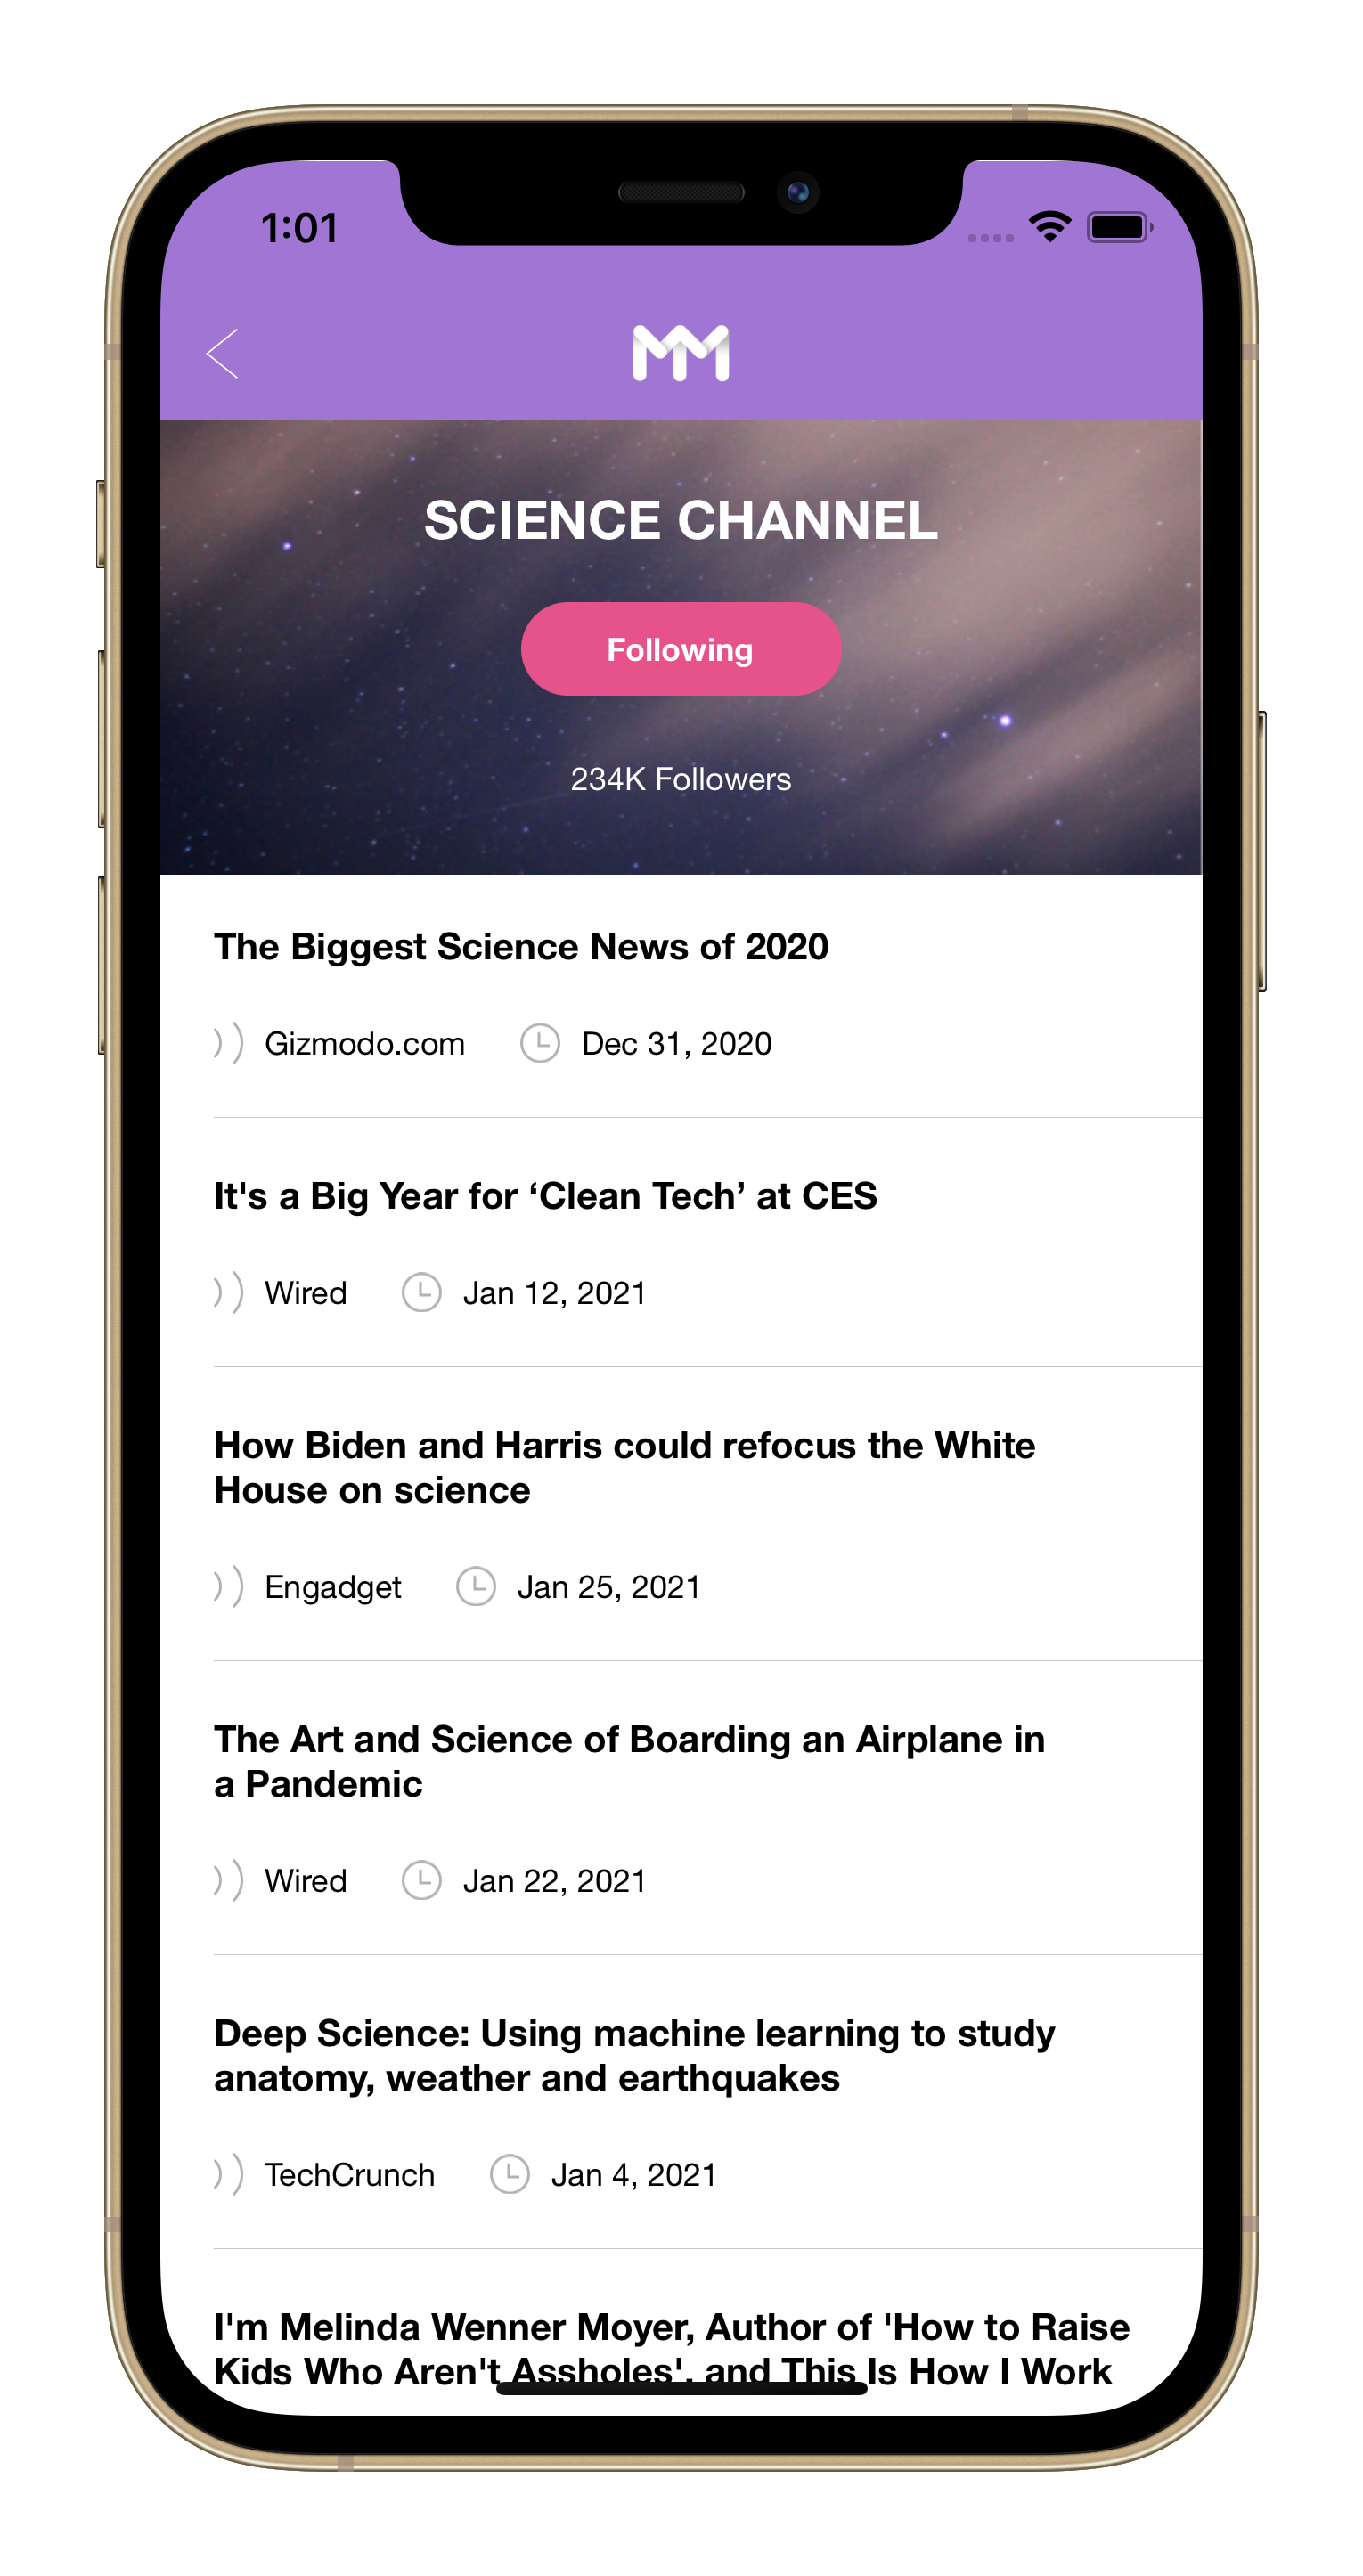 1:01
MM
SCIENCE CHANNEL
Following
234K Followers
The Biggest Science News of 2020
Gizmodo.com Dec 31, 2020
It's a Big Year for ‘Clean Tech’ at CES
Wired Jan 12, 2021
How Biden and Harris could refocus the White
House on science
Engadget Jan 25, 2021
The Art and Science of Boarding an Airplane in
a Pandemic
Wired Jan 22, 2021
Deep Science: Using machine learning to study
anatomy, weather and earthquakes
TechCrunch Jan 4, 2021
I'm Melinda Wenner Moyer, Author of 'How to Raise
Kids Who Aren't Assholes', and This Is How I Work